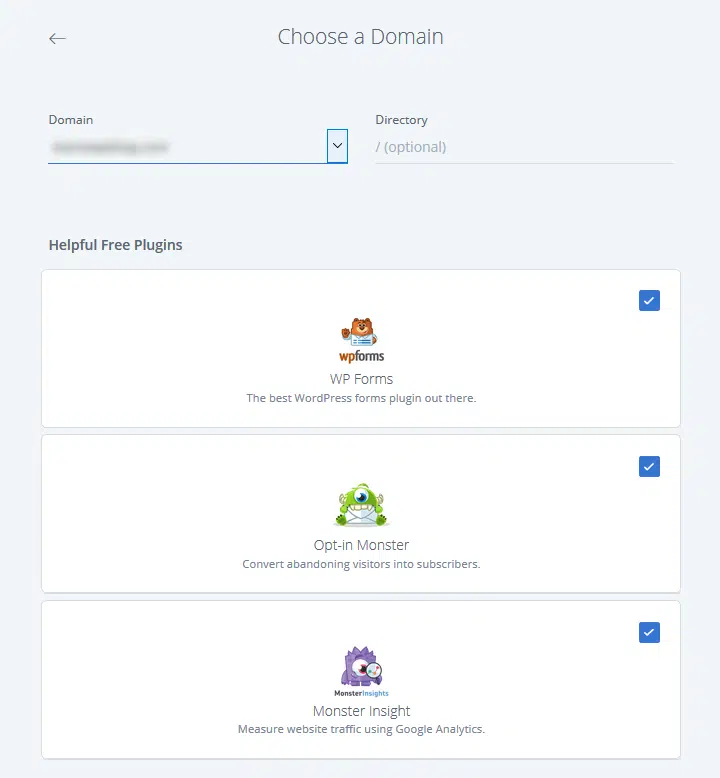 Choose a Domain
Domain
Directory
/ (optional)
Helpful Free Plugins
wpforms
WP Forms
The best WordPress forms plugin out there.
Opt-in Monster
Convert abandoning visitors into subscribers.
MonsterInsights
Monster Insight
Measure website traffic using Google Analytics.